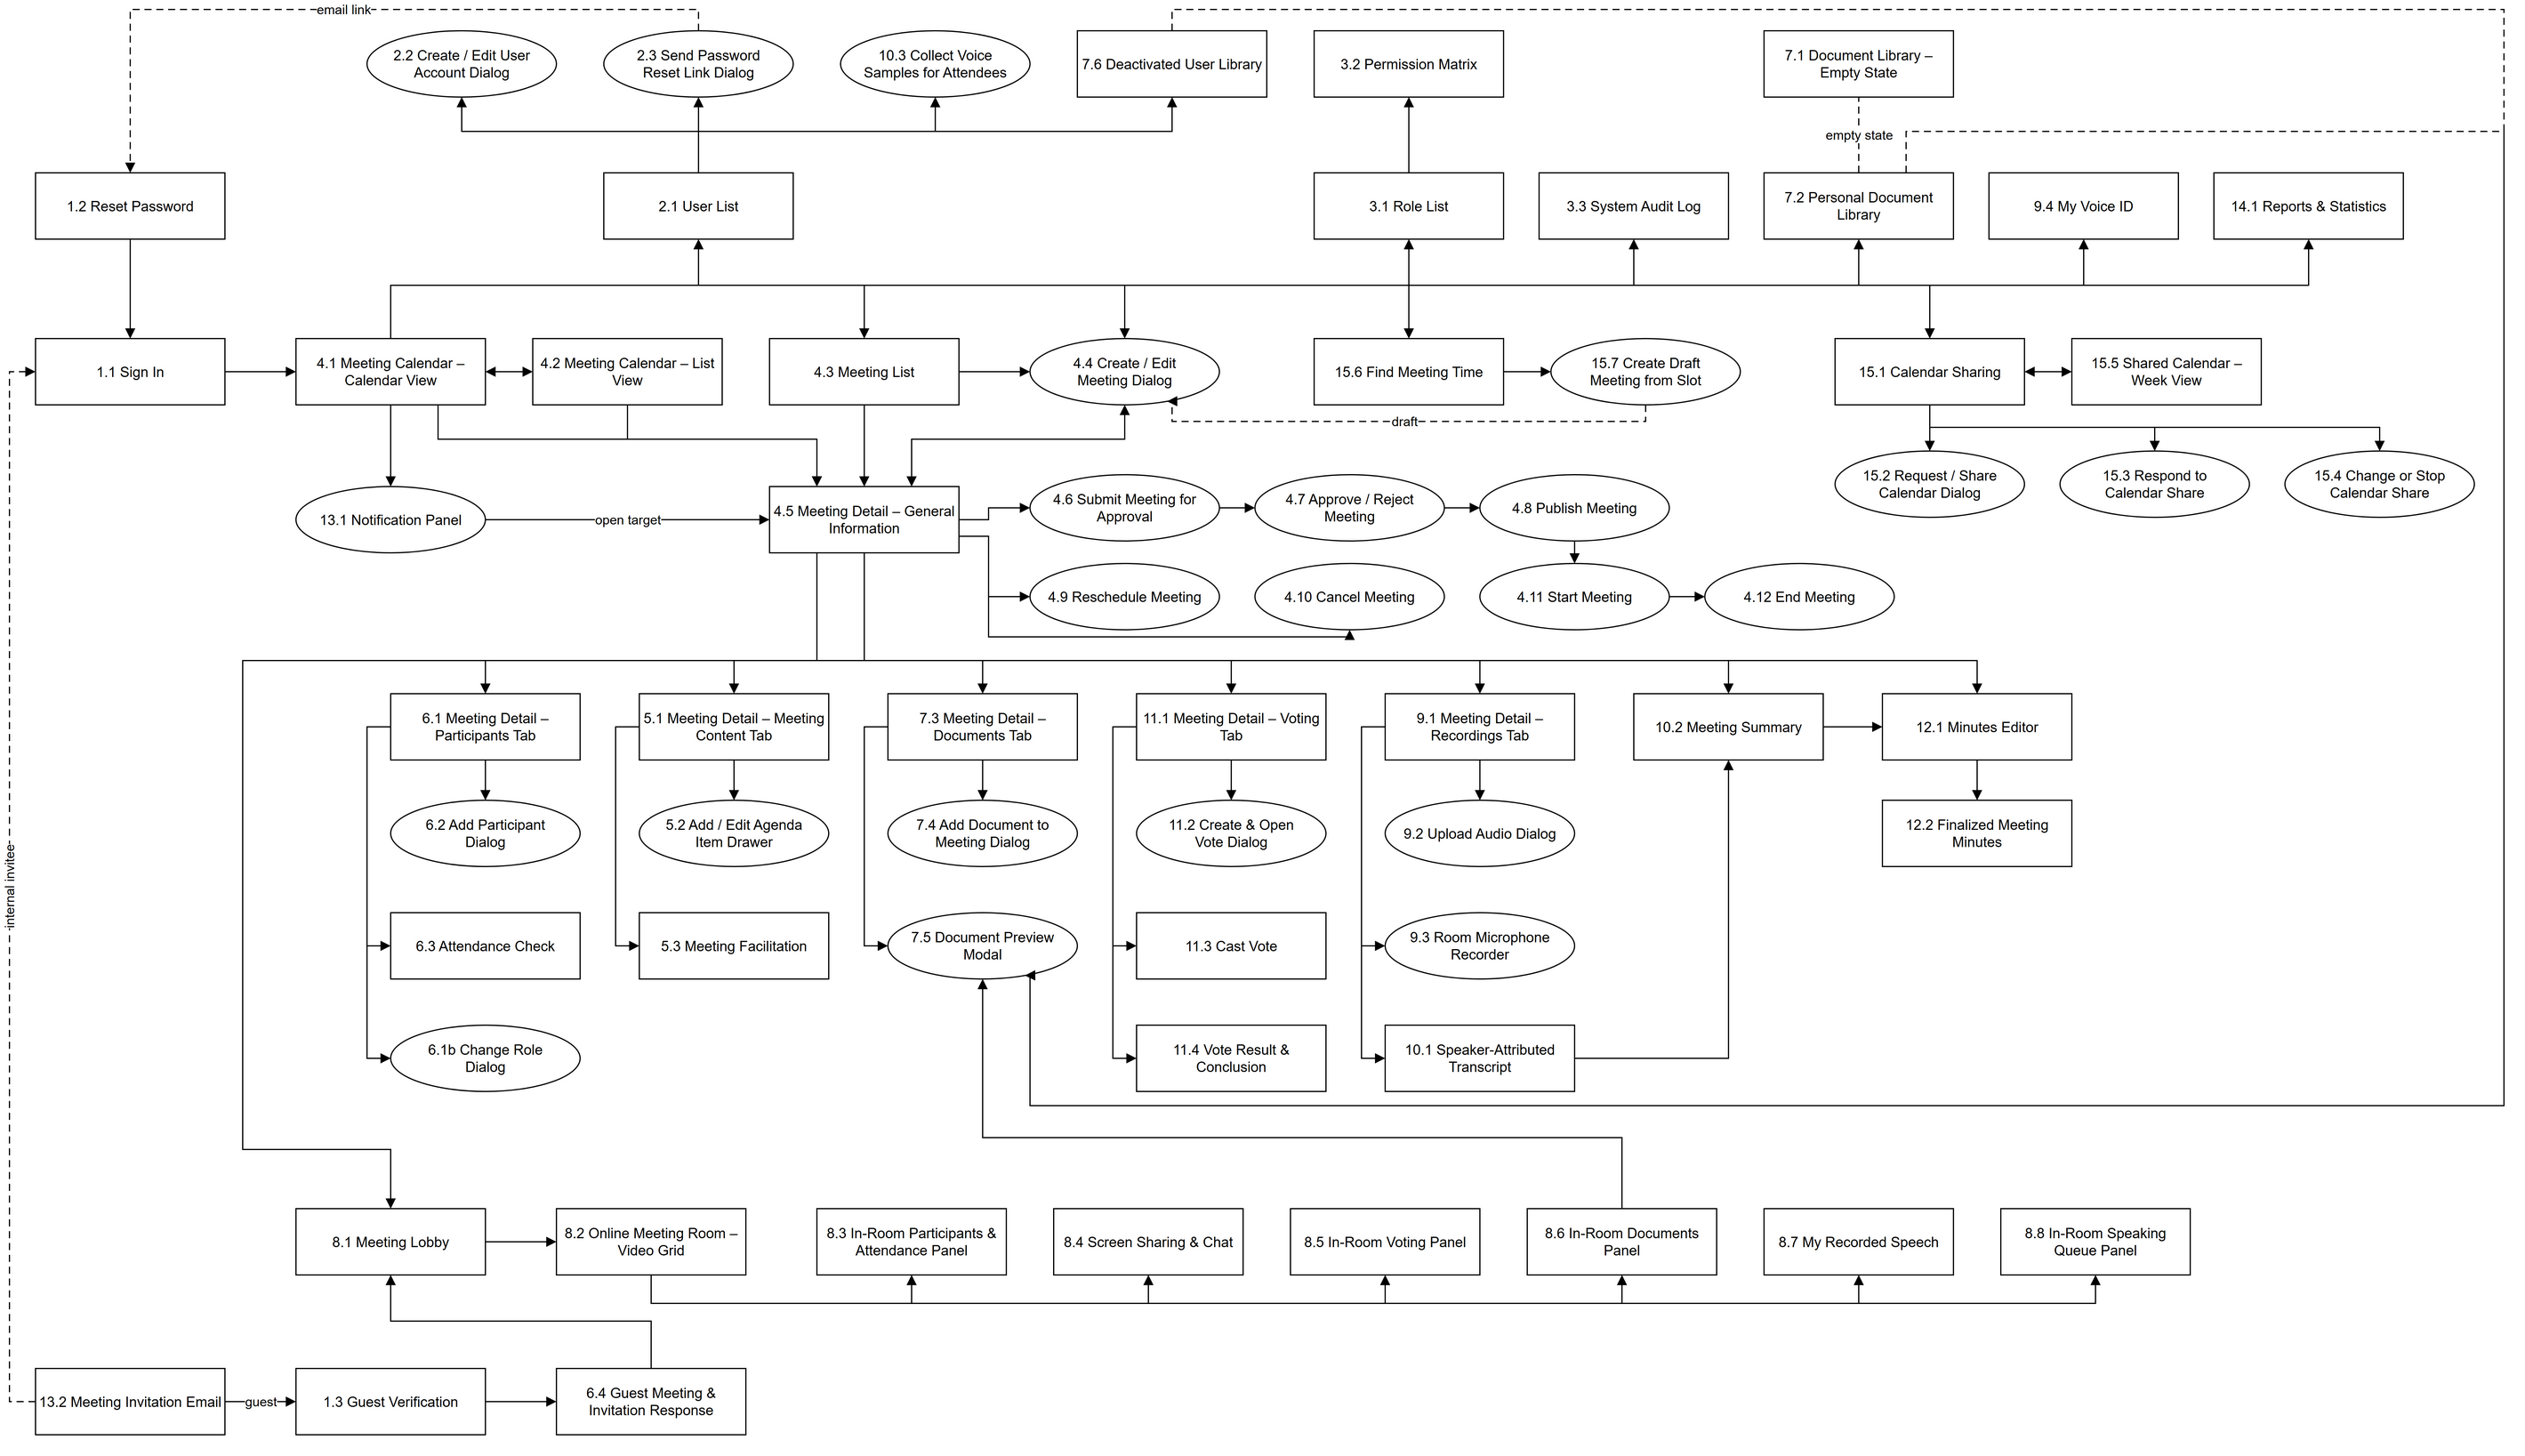 email link
2.2 Create / Edit User
Account Dialog
2.3 Send Password
Reset Link Dialog
10.3 Collect Voice
Samples for Attendees
7.6 Deactivated User Library
3.2 Permission Matrix
7.1 Document Library –
Empty State
empty state
1.2 Reset Password
2.1 User List
3.1 Role List
3.3 System Audit Log
7.2 Personal Document
Library
9.4 My Voice ID
14.1 Reports & Statistics
1.1 Sign In
4.1 Meeting Calendar –
Calendar View
4.2 Meeting Calendar – List
View
4.3 Meeting List
4.4 Create / Edit
Meeting Dialog
15.6 Find Meeting Time
15.7 Create Draft
Meeting from Slot
15.1 Calendar Sharing
15.5 Shared Calendar –
Week View
draft
13.1 Notification Panel
open target
4.5 Meeting Detail – General
Information
4.6 Submit Meeting for
Approval
4.7 Approve / Reject
Meeting
4.8 Publish Meeting
15.2 Request / Share
Calendar Dialog
15.3 Respond to
Calendar Share
15.4 Change or Stop
Calendar Share
4.9 Reschedule Meeting
4.10 Cancel Meeting
4.11 Start Meeting
4.12 End Meeting
6.1 Meeting Detail –
Participants Tab
5.1 Meeting Detail – Meeting
Content Tab
7.3 Meeting Detail –
Documents Tab
11.1 Meeting Detail – Voting
Tab
9.1 Meeting Detail –
Recordings Tab
10.2 Meeting Summary
12.1 Minutes Editor
6.2 Add Participant
Dialog
5.2 Add / Edit Agenda
Item Drawer
7.4 Add Document to
Meeting Dialog
11.2 Create & Open
Vote Dialog
9.2 Upload Audio Dialog
12.2 Finalized Meeting
Minutes
internal invitee
6.3 Attendance Check
5.3 Meeting Facilitation
7.5 Document Preview
Modal
11.3 Cast Vote
9.3 Room Microphone
Recorder
6.1b Change Role
Dialog
11.4 Vote Result &
Conclusion
10.1 Speaker-Attributed
Transcript
8.1 Meeting Lobby
8.2 Online Meeting Room –
Video Grid
8.3 In-Room Participants &
Attendance Panel
8.4 Screen Sharing & Chat
8.5 In-Room Voting Panel
8.6 In-Room Documents
Panel
8.7 My Recorded Speech
8.8 In-Room Speaking
Queue Panel
13.2 Meeting Invitation Email
guest
1.3 Guest Verification
6.4 Guest Meeting &
Invitation Response